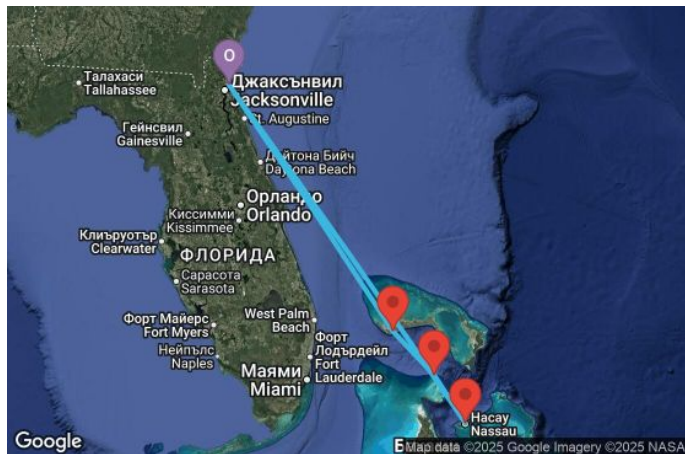 O
Талахаси
Tallahassee
Джаксънвил
Jacksonville
St. Augustine
Гейнсвил
Gainesville
Дейтона Бийч
Daytona Beach
Орландо
Orlando
Киссимми
Kissimmee
Клиъруотър
Clearwater
ФЛОРИДА
Сарасота
Sarasota
West Palm
Beach
Форт Майерс
Fort Myers
Форт
Лодърдейл
Fort
Lauderdale
Нейпълс
Naples
Маями
Miami
Насау
Nassau
Google
Map data ©2025 Google Imagery ©2025 NASA